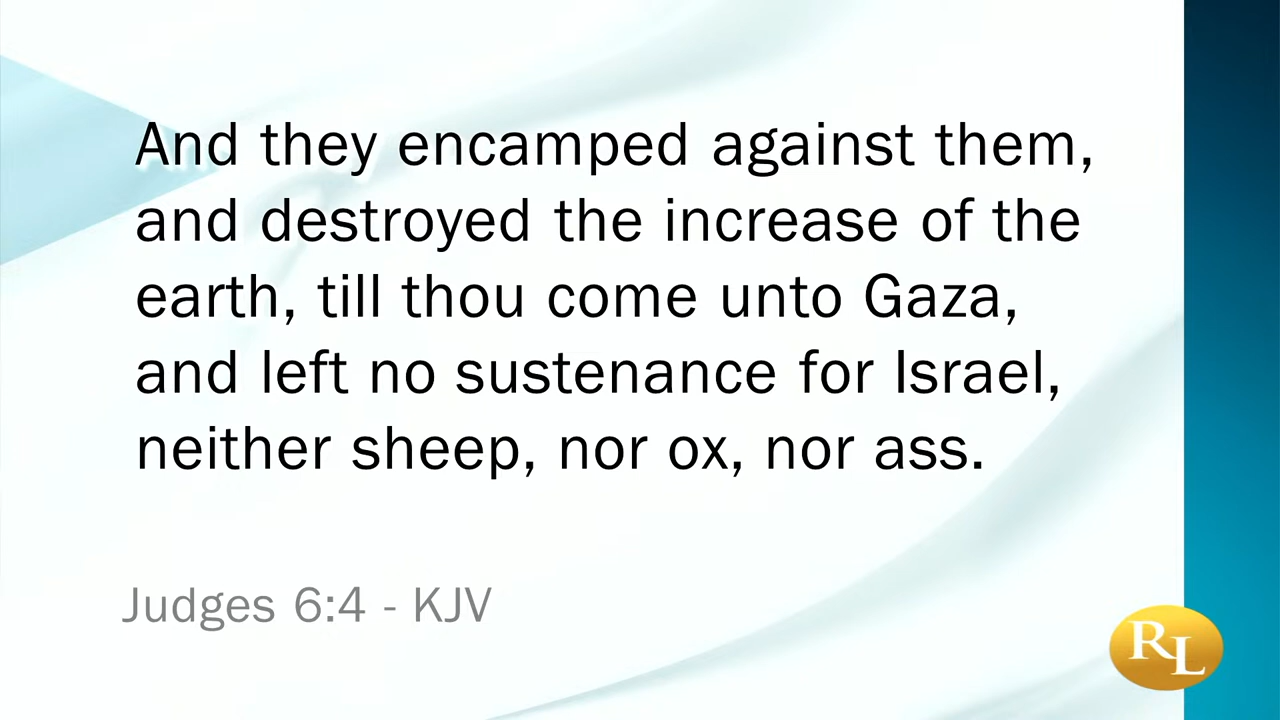 And they encamped against them,
and destroyed the increase of the
earth, till thou come unto Gaza,
and left no sustenance for Israel,
neither sheep, nor ox, nor ass.
Judges 6:4 - KJV
RL